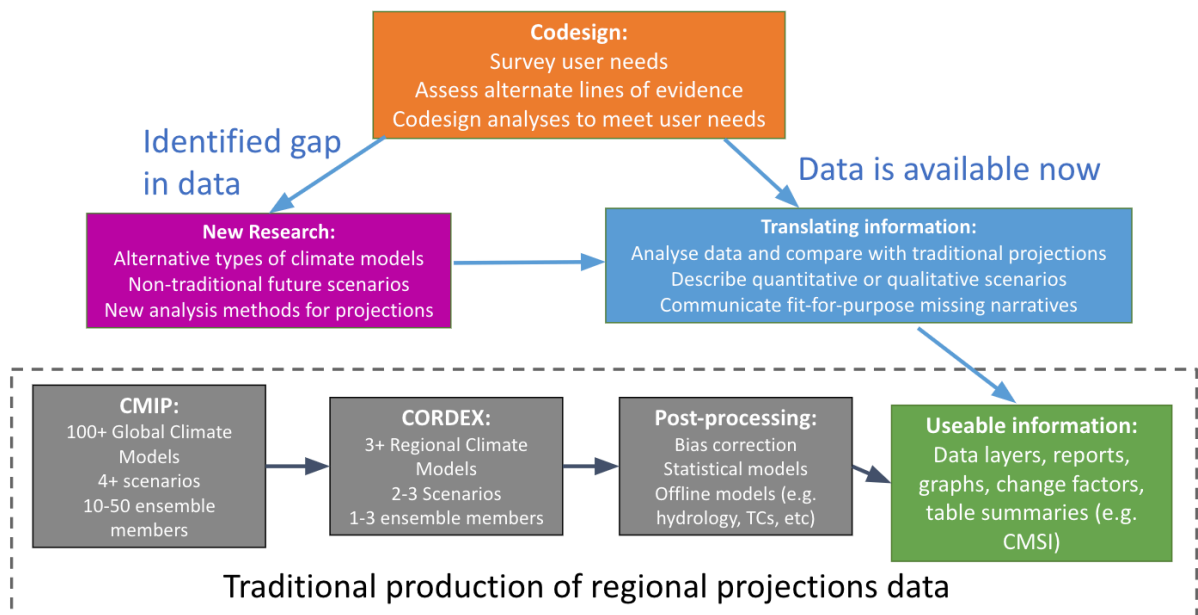 Codesign:
Survey user needs
Assess alternate lines of evidence
Codesign analyses to meet user needs
Identified gap
in data
Data is available now
New Research:
Alternative types of climate models
Non-traditional future scenarios
New analysis methods for projections
Translating information:
Analyse data and compare with traditional projections
Describe quantitative or qualitative scenarios
Communicate fit-for-purpose missing narratives
CMIP:
100+ Global Climate
Models
4+ scenarios
10-50 ensemble
members
CORDEX:
3+ Regional Climate
Models
2-3 Scenarios
1-3 ensemble members
Post-processing:
Bias correction
Statistical models
Offline models (e.g.
hydrology, TCs, etc)
Useable information:
Data layers, reports,
graphs, change factors,
table summaries (e.g.
CMSI)
Traditional production of regional projections data